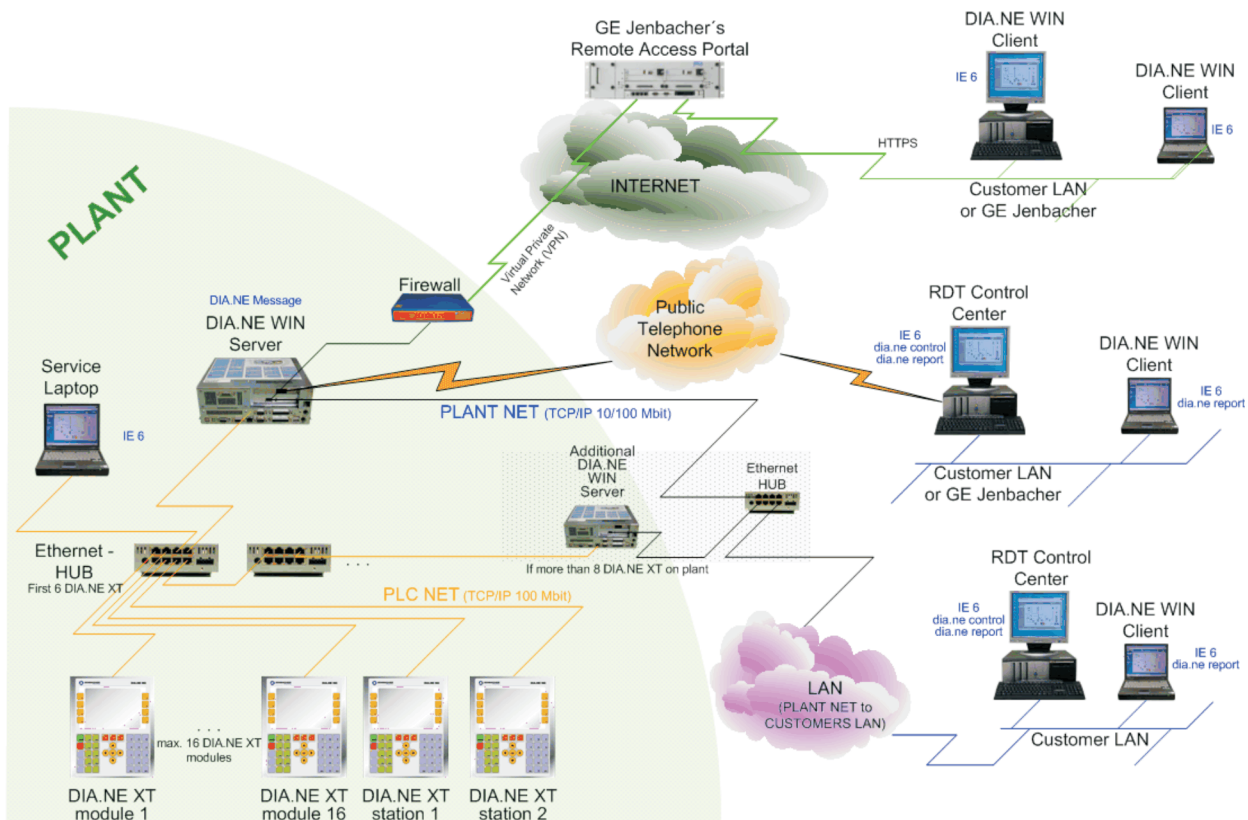 GE Jenbacher´s
Remote Access Portal
DIA.NE WIN
Client
IE 6
DIA.NE WIN
Client
IE 6
HTTPS
INTERNET
Customer LAN
or GE Jenbacher
PLANT
Virtual Private
Network (VPN)
Firewall
DIA.NE Message
DIA.NE WIN
Server
Public
Telephone
Network
RDT Control
Center
IE 6
dia.ne control
dia.ne report
DIA.NE WIN
Client
IE 6
dia.ne report
Customer LAN
or GE Jenbacher
Service
Laptop
IE 6
PLANT NET (TCP/IP 10/100 Mbit)
Additional
DIA.NE
WIN
Server
Ethernet
HUB
If more than 8 DIA.NE XT on plant
Ethernet -
HUB
First 6 DIA.NE XT
. . .
PLC NET (TCP/IP 100 Mbit)
RDT Control
Center
IE 6
dia.ne control
dia.ne report
DIA.NE WIN
Client
IE 6
dia.ne report
LAN
(PLANT NET to
CUSTOMERS LAN)
Customer LAN
. . .
max. 16 DIA.NE XT
modules
DIA.NE XT
module 1
DIA.NE XT
module 16
DIA.NE XT
station 1
DIA.NE XT
station 2